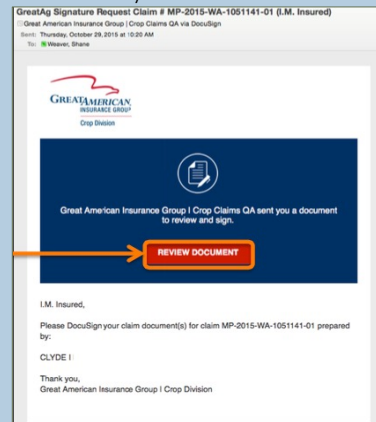 GreatAg Signature Request Claim # MP-2015-WA-1051141-01 (I.M. Insured)
Great American Insurance Group | Crop Claims QA via DocuSign
Sent: Thursday, October 29, 2015 at 10:20 AM
To: Weaver, Shane
GREATAMERICAN
INSURANCE GROUP
Crop Division
Great American Insurance Group | Crop Claims QA sent you a document
to review and sign.
REVIEW DOCUMENT
I.M. Insured,
Please DocuSign your claim document(s) for claim MP-2015-WA-1051141-01 prepared
by:
CLYDE I
Thank you,
Great American Insurance Group | Crop Division